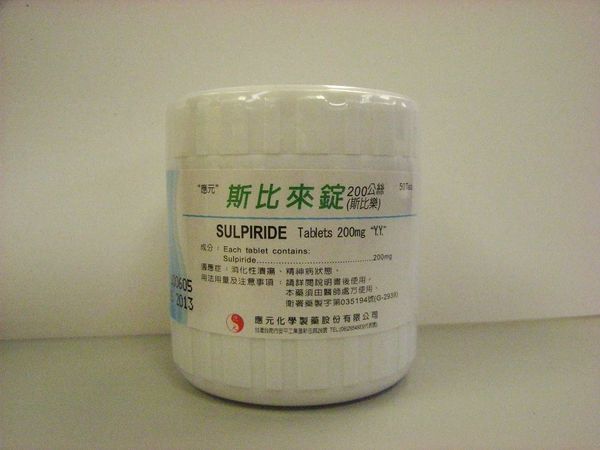 "應元" 斯比來錠 200公絲 50Tab
(斯比樂)
SULPIRIDE Tablets 200mg "Y.Y."
成分：Each tablet contains:
Sulpiride..............................200mg
適應症：消化性潰瘍、精神病狀態。
用法用量及注意事項：請詳閱說明書後使用。
本藥須由醫師處方使用。
衛署藥製字第035194號(G-2939)
00605
2013
應元化學製藥股份有限公司